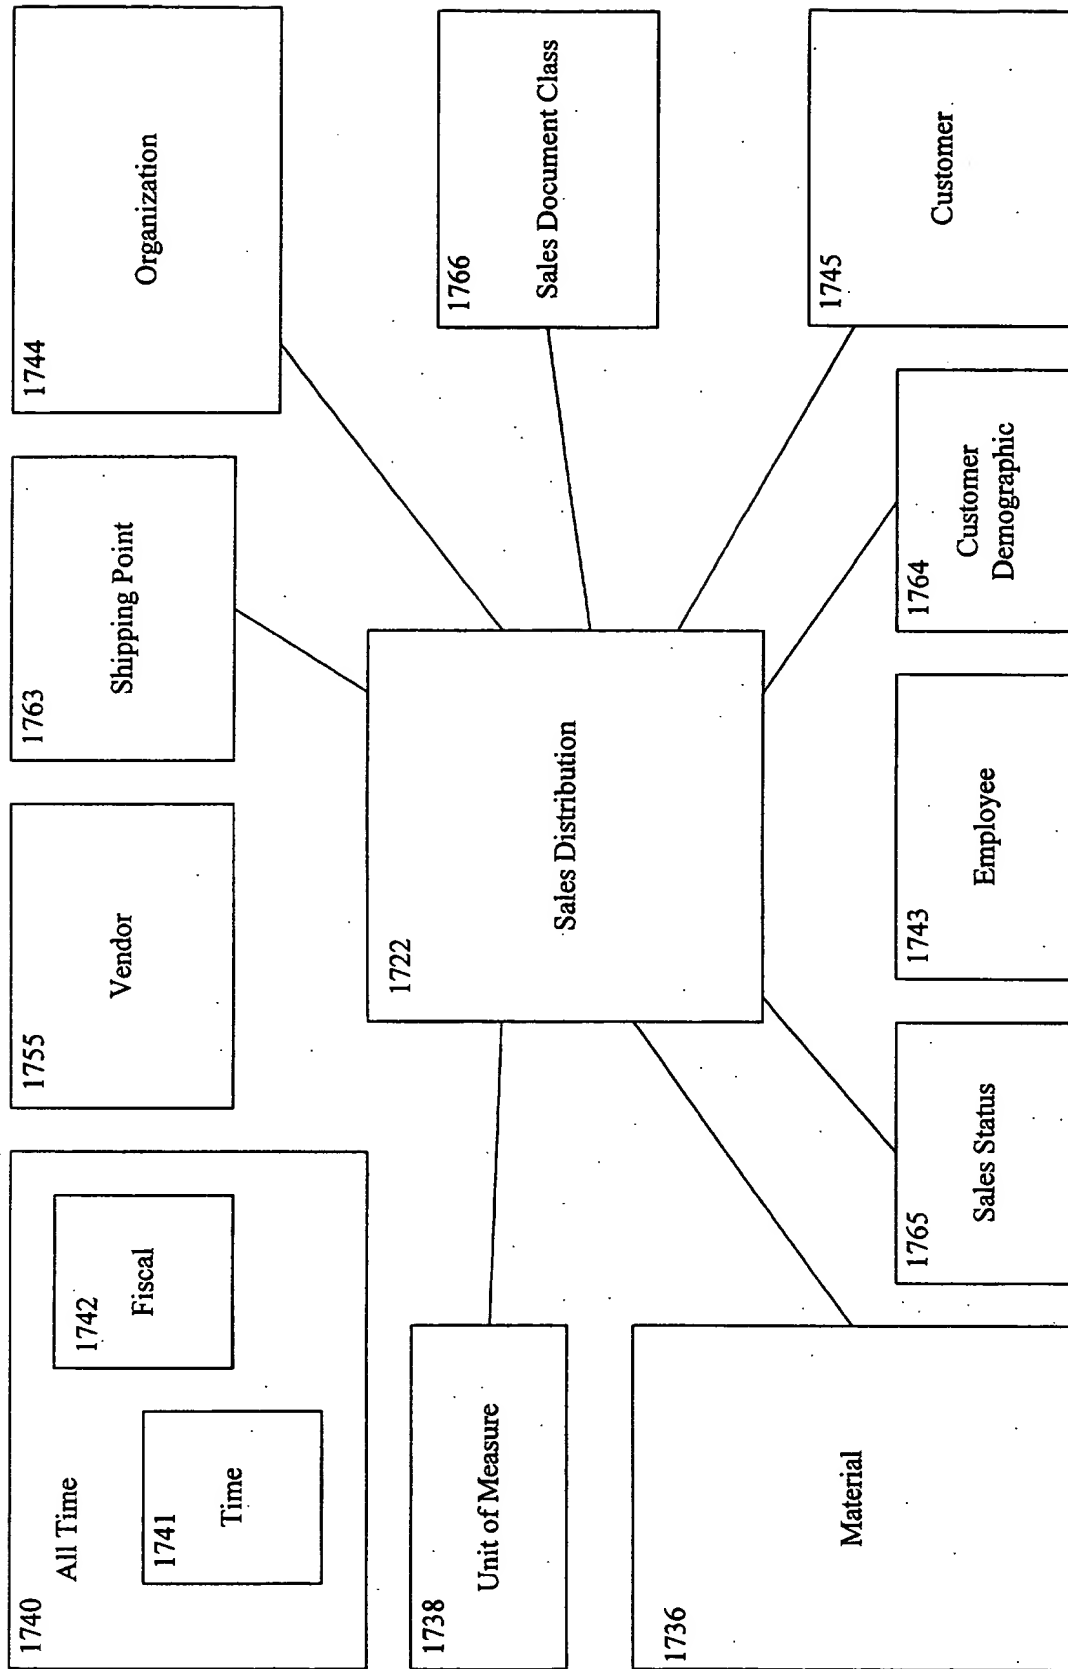 1740
All Time
1741
Time
1742
Fiscal
1755
Vendor
1763
Shipping Point
1744
Organization
1738
Unit of Measure
1722
Sales Distribution
1766
Sales Document Class
1736
Material
1765
Sales Status
1743
Employee
1764
Customer
Demographic
1745
Customer